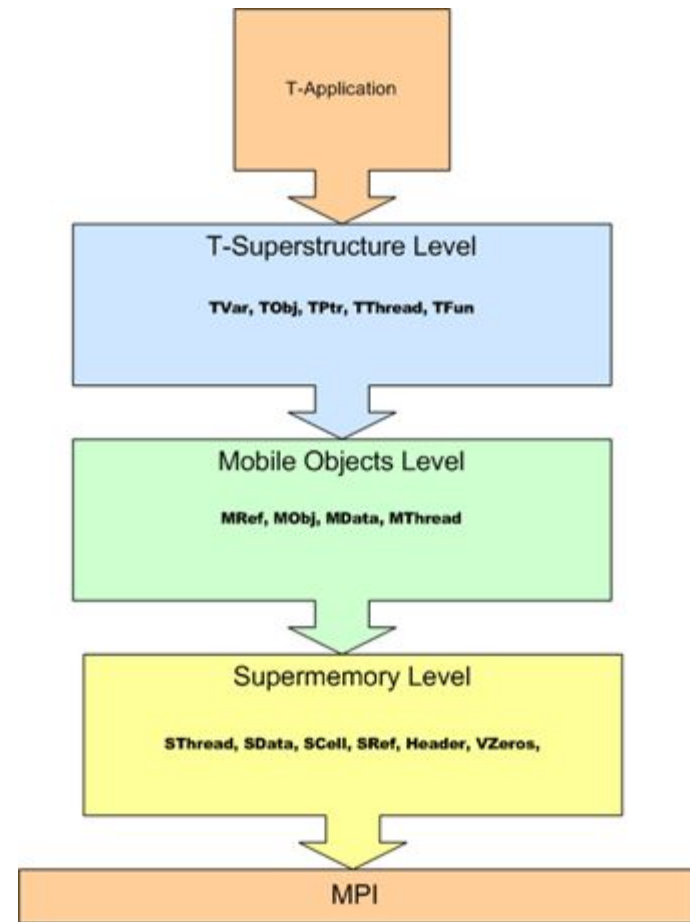 T-Application
T-Superstructure Level
TVar, TObj, TPtr, TThread, TFun
Mobile Objects Level
MRef, MObj, MData, MThread
Supermemory Level
SThread, SData, SCell, SRef, Header, VZeros,
MPI